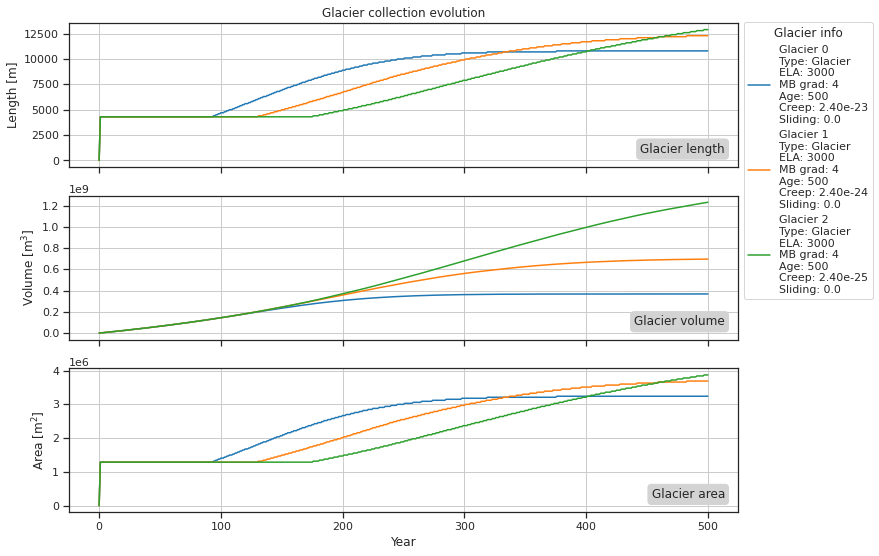 Glacier collection evolution
12500
10000
7500
5000
2500
0
Length [m]
Glacier length
1e9
1.2
1.0
0.8
0.6
0.4
0.2
0.0
Volume [m³]
Glacier volume
1e6
4
3
2
1
0
Area [m²]
Glacier area
0 100 200 300 400 500
Year
Glacier info
Glacier 0
Type: Glacier
ELA: 3000
MB grad: 4
Age: 500
Creep: 2.40e-23
Sliding: 0.0
Glacier 1
Type: Glacier
ELA: 3000
MB grad: 4
Age: 500
Creep: 2.40e-24
Sliding: 0.0
Glacier 2
Type: Glacier
ELA: 3000
MB grad: 4
Age: 500
Creep: 2.40e-25
Sliding: 0.0